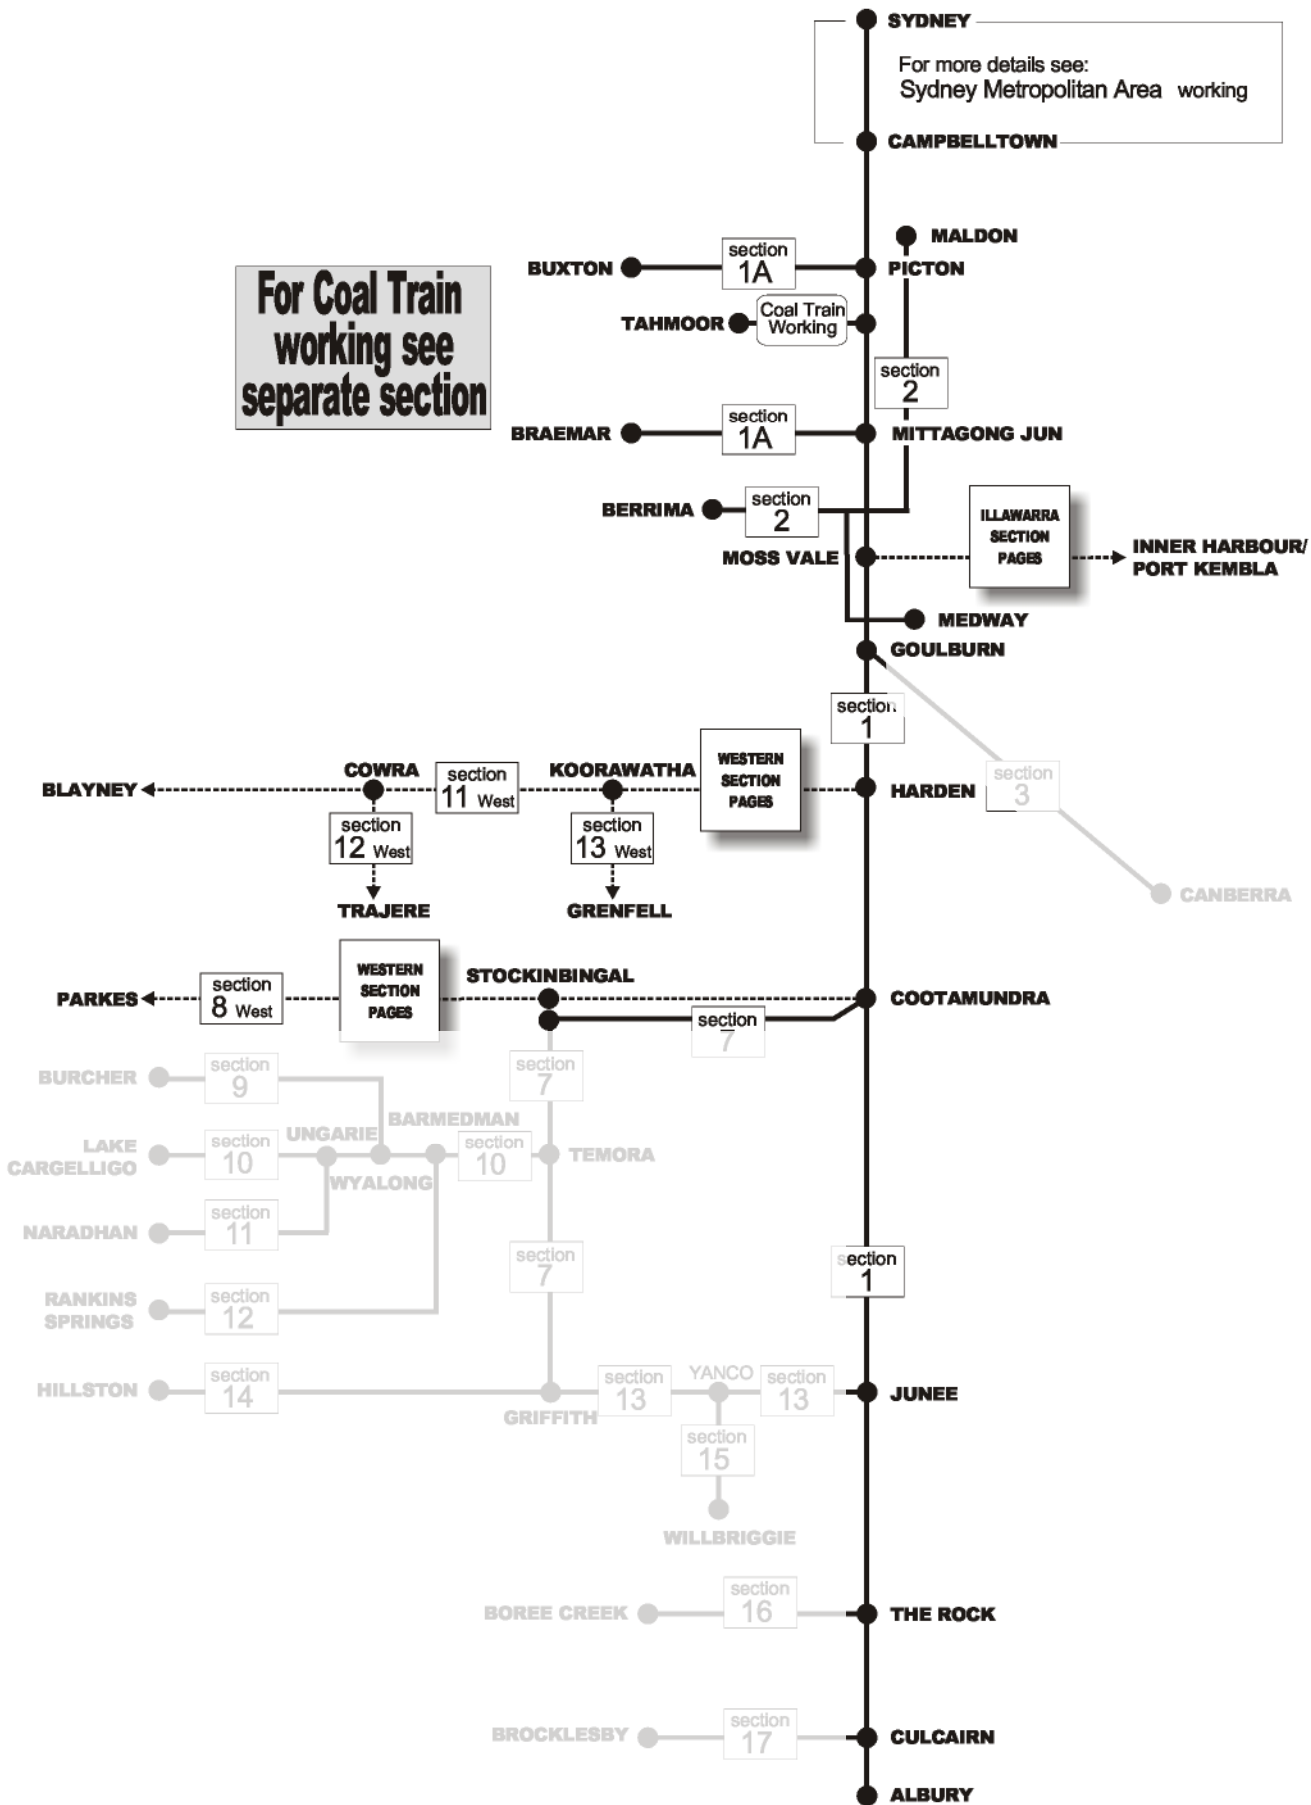 SYDNEY
For more details see:
Sydney Metropolitan Area working
CAMPBELLTOWN
MALDON
BUXTON
section
1A
PICTON
For Coal Train
working see
separate section
TAHMOOR
Coal Train
Working
section
2
BRAEMAR
section
1A
MITTAGONG JUN
BERRIMA
section
2
ILLAWARRA
SECTION
PAGES
MOSS VALE
INNER HARBOUR/
PORT KEMBLA
MEDWAY
GOULBURN
section
1
BLAYNEY
COWRA
section
11 West
KOORAWATHA
WESTERN
SECTION
PAGES
HARDEN
section
3
section
12 West
section
13 West
TRAJERE
GRENFELL
CANBERRA
PARKES
section
8 West
WESTERN
SECTION
PAGES
STOCKINBINGAL
COOTAMUNDRA
section
7
BURCHER
section
9
section
7
BARMEDMAN
UNGARIE
LAKE
CARGELLIGO
section
10
section
10
TEMORA
WYALONG
NARADHAN
section
11
section
7
section
1
RANKINS
SPRINGS
section
12
HILLSTON
section
14
GRIFFITH
section
13
YANCO
section
13
JUNEE
section
15
WILLBRIGGIE
BOREE CREEK
section
16
THE ROCK
BROCKLESBY
section
17
CULCAIRN
ALBURY